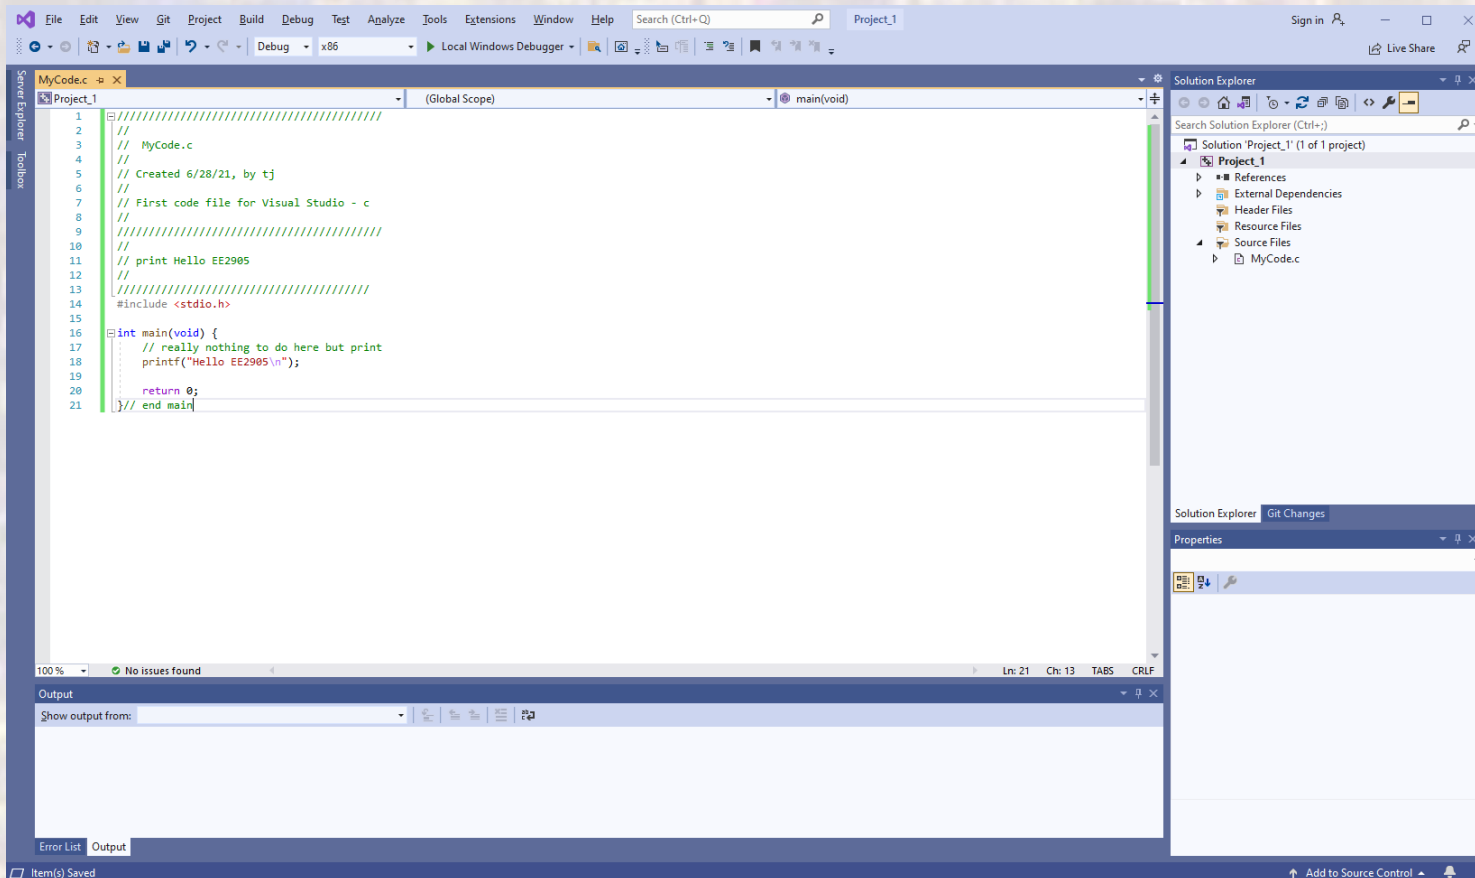 File Edit View Git Project Build Debug Test Analyze Tools Extensions Window Help Search (Ctrl+Q) Project_1 Sign in
Debug x86 Local Windows Debugger Live Share
Server Explorer
Toolbox
MyCode.c
Project_1 (Global Scope) main(void)
1 //////////////////////////////////////////
2 //
3 //  MyCode.c
4 //
5 // Created 6/28/21, by tj
6 //
7 // First code file for Visual Studio - c
8 //
9 //////////////////////////////////////////
10 //
11 // print Hello EE2905
12 //
13 ////////////////////////////////////////
14 #include <stdio.h>
15
16 int main(void) {
17     // really nothing to do here but print
18     printf("Hello EE2905\n");
19
20     return 0;
21 }// end main
100 % No issues found Ln: 21 Ch: 13 TABS CRLF
Output
Show output from:
Error List Output
Solution Explorer
Search Solution Explorer (Ctrl+;)
Solution 'Project_1' (1 of 1 project)
Project_1
References
External Dependencies
Header Files
Resource Files
Source Files
MyCode.c
Solution Explorer Git Changes
Properties
Item(s) Saved Add to Source Control